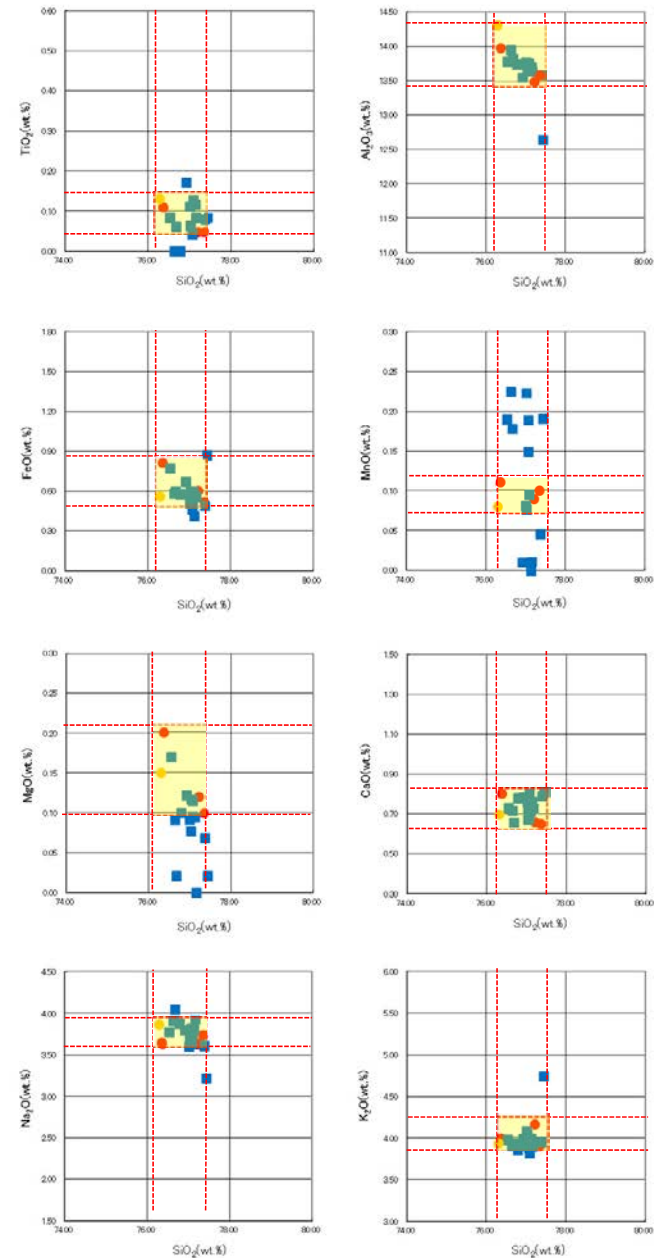 TiO₂(wt.%)
0.60
0.50
0.40
0.30
0.20
0.10
0.00
74.00 76.00 78.00 80.00
SiO₂(wt.%)
Al₂O₃(wt.%)
14.50
14.00
13.50
13.00
12.50
12.00
11.50
11.00
74.00 76.00 78.00 80.00
SiO₂(wt.%)
FeO(wt.%)
1.80
1.50
1.20
0.90
0.60
0.30
0.00
74.00 76.00 78.00 80.00
SiO₂(wt.%)
MnO(wt.%)
0.30
0.25
0.20
0.15
0.10
0.05
0.00
74.00 76.00 78.00 80.00
SiO₂(wt.%)
MgO(wt.%)
0.30
0.25
0.20
0.15
0.10
0.05
0.00
74.00 76.00 78.00 80.00
SiO₂(wt.%)
CaO(wt.%)
1.50
1.30
1.10
0.90
0.70
0.50
0.30
74.00 76.00 78.00 80.00
SiO₂(wt.%)
Na₂O(wt.%)
4.50
4.00
3.50
3.00
2.50
2.00
1.50
74.00 76.00 78.00 80.00
SiO₂(wt.%)
K₂O(wt.%)
6.00
5.50
5.00
4.50
4.00
3.50
3.00
74.00 76.00 78.00 80.00
SiO₂(wt.%)